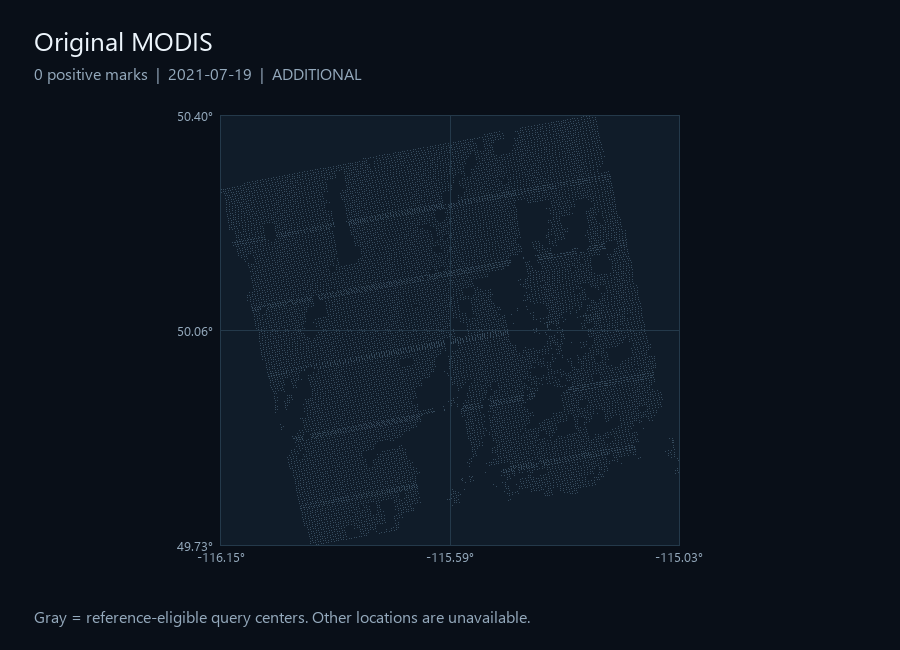 Original MODIS
0 positive marks | 2021-07-19 | ADDITIONAL
50.40°
50.06°
49.73°
-116.15°
-115.59°
-115.03°
Gray = reference-eligible query centers. Other locations are unavailable.